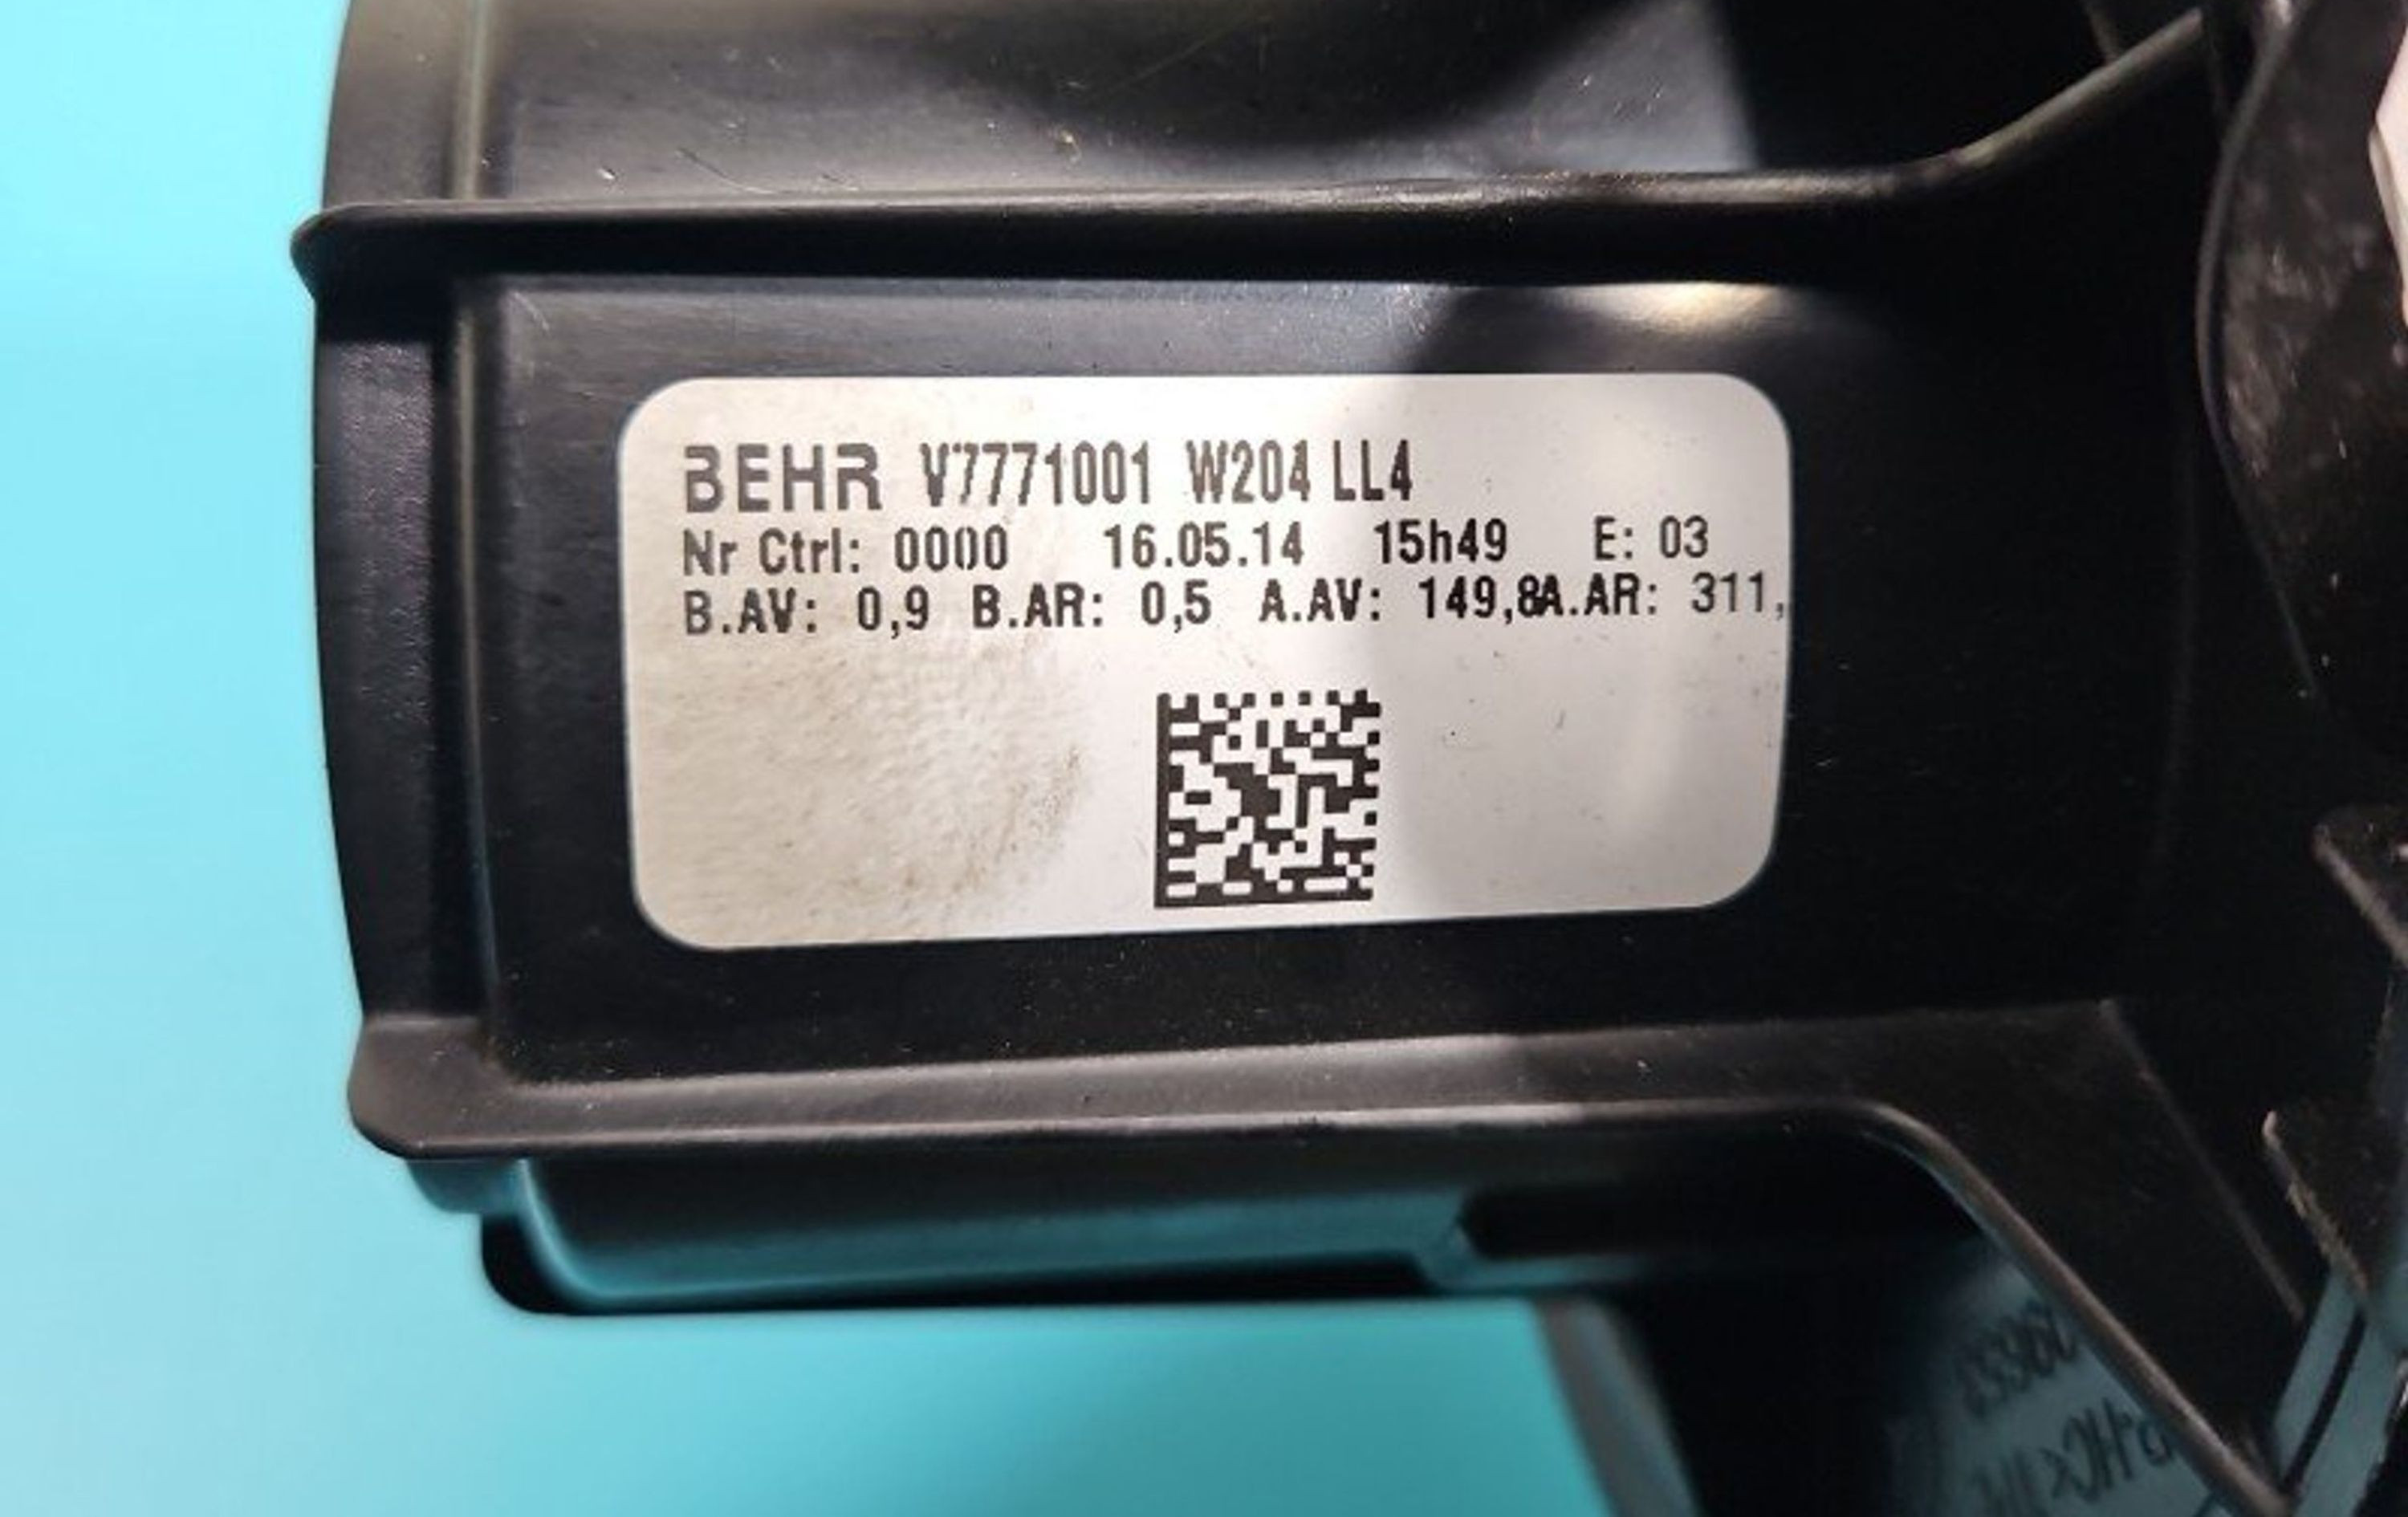 BEHR V7771001 W204 LL4
Nr Ctrl: 0000 16.05.14 15h49 E: 03
B.AV: 0,9 B.AR: 0,5 A.AV: 149,8A.AR: 311,